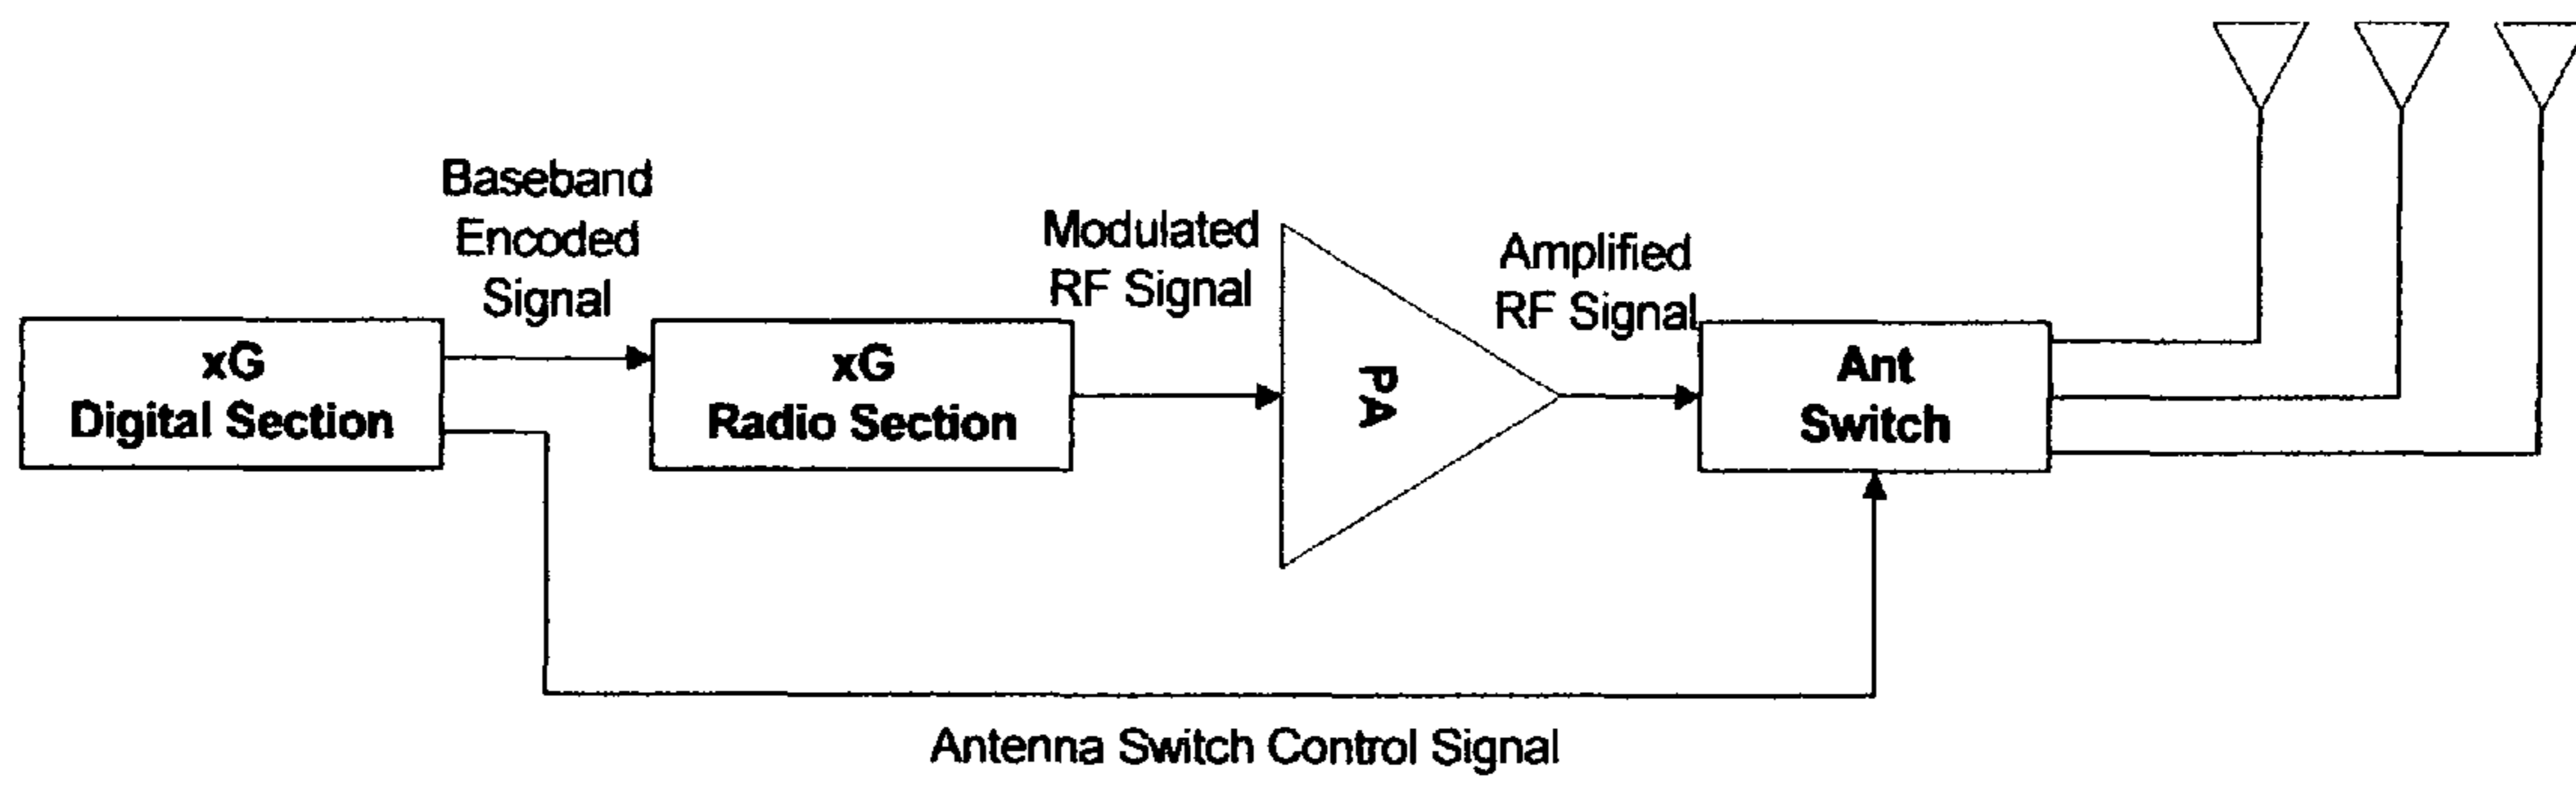 Baseband
Encoded
Signal
Modulated
RF Signal
Amplified
RF Signal
xG
Digital Section
xG
Radio Section
PA
Ant
Switch
Antenna Switch Control Signal